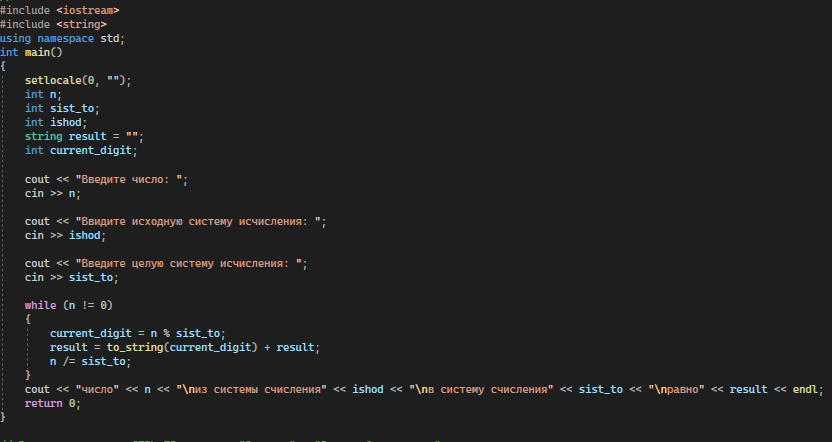 #include <iostream>
#include <string>
using namespace std;
int main()
{
    setlocale(0, "");
    int n;
    int sist_to;
    int ishod;
    string result = "";
    int current_digit;

    cout << "Введите число: ";
    cin >> n;

    cout << "Ввидите исходную систему исчисления: ";
    cin >> ishod;

    cout << "Введите целую систему исчисления: ";
    cin >> sist_to;

    while (n != 0)
    {
        current_digit = n % sist_to;
        result = to_string(current_digit) + result;
        n /= sist_to;
    }
    cout << "число" << n << "\nиз системы счисления" << ishod << "\nв систему счисления" << sist_to << "\nравно" << result << endl;
    return 0;
}